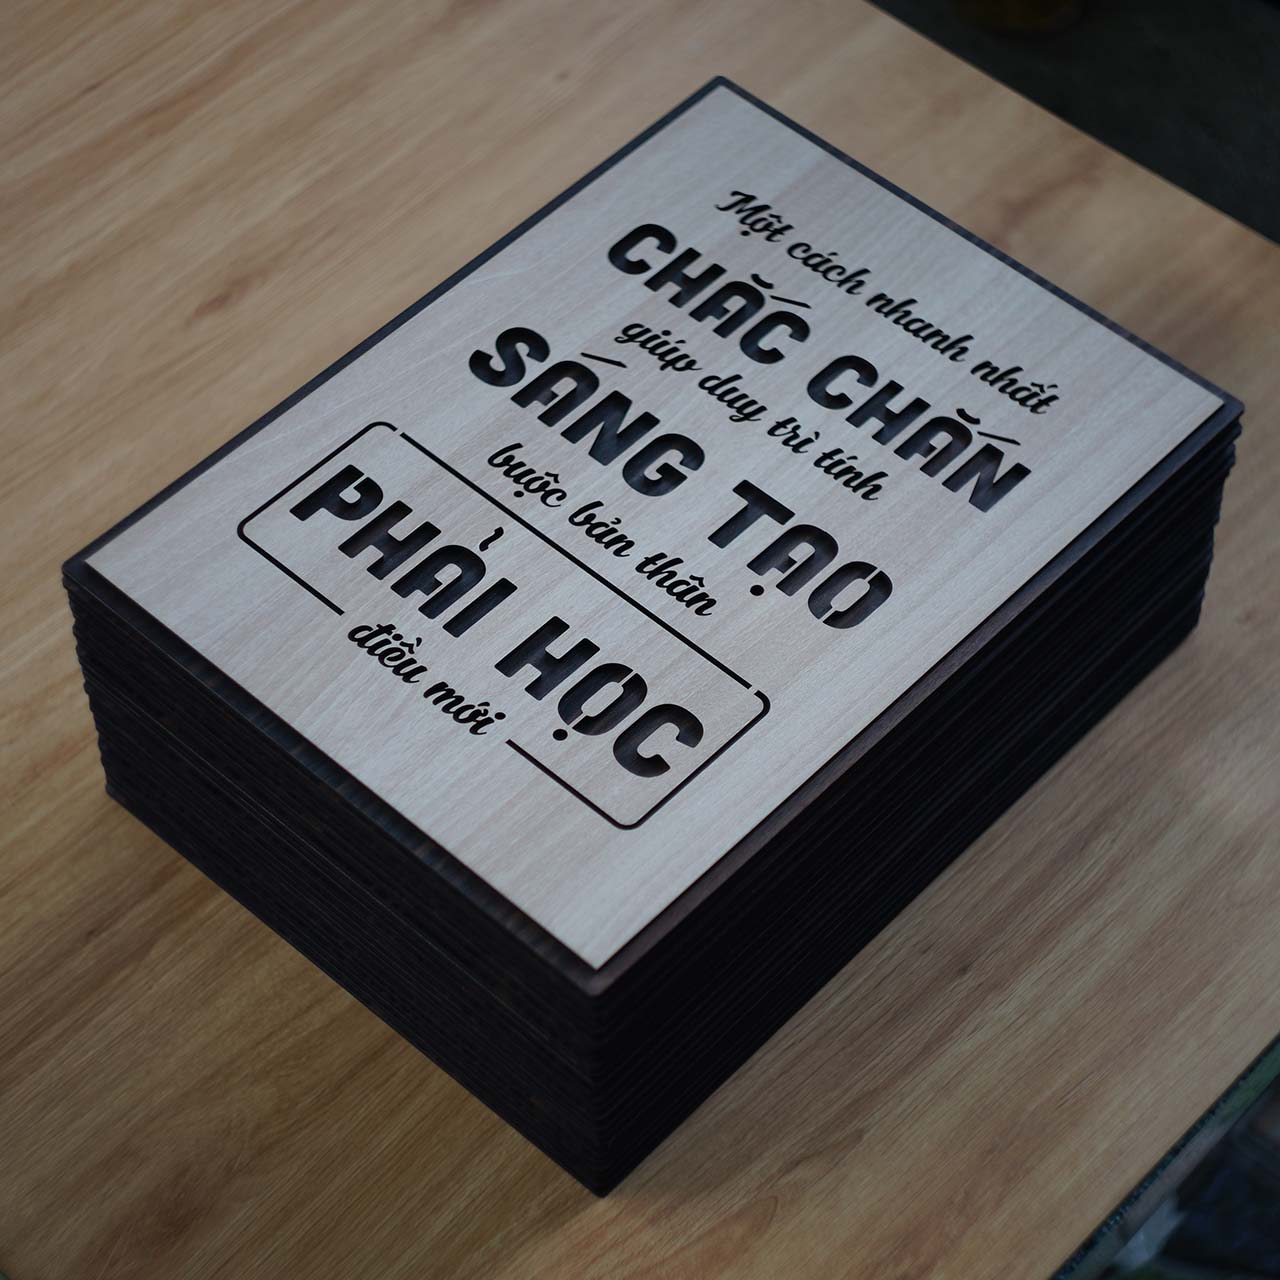 Một cách nhanh nhất
CHẮC CHẮN
giúp duy trì tính
SÁNG TẠO
buộc bản thân
PHẢI HỌC
điều mới